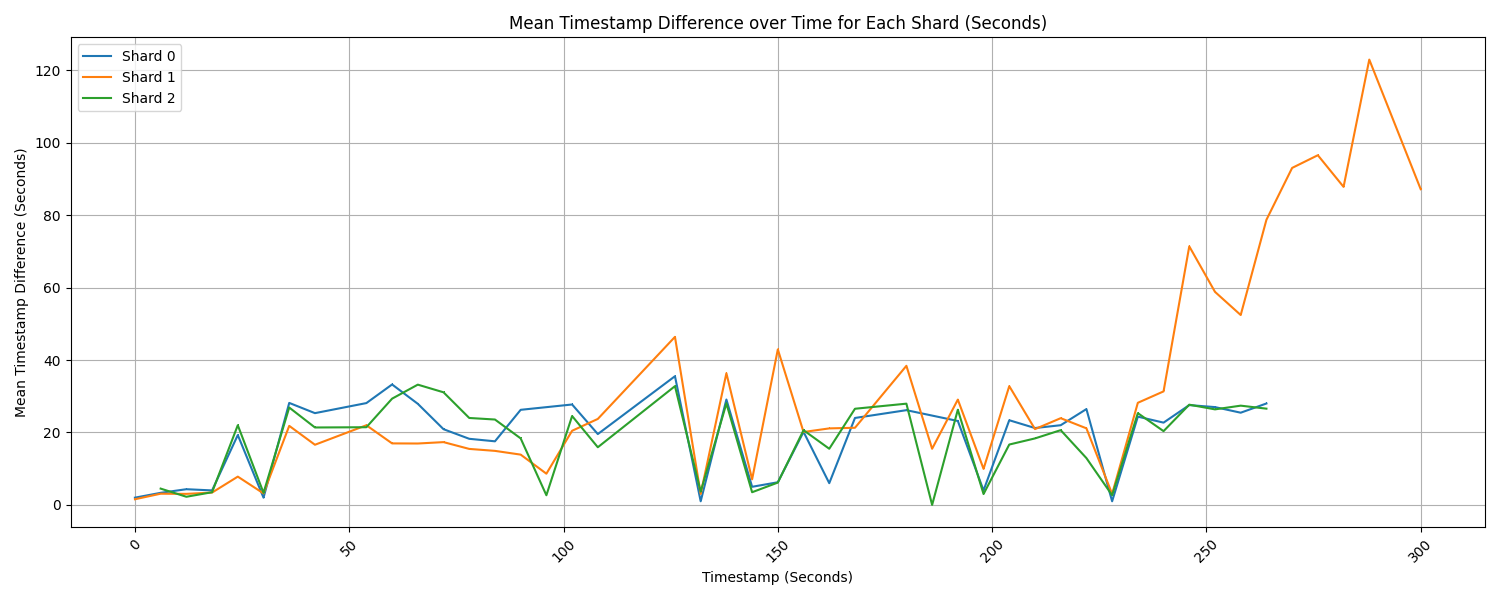 Mean Timestamp Difference over Time for Each Shard (Seconds)
Shard 0
Shard 1
Shard 2
Mean Timestamp Difference (Seconds)
120
100
80
60
40
20
0
0
50
100
150
200
250
300
Timestamp (Seconds)